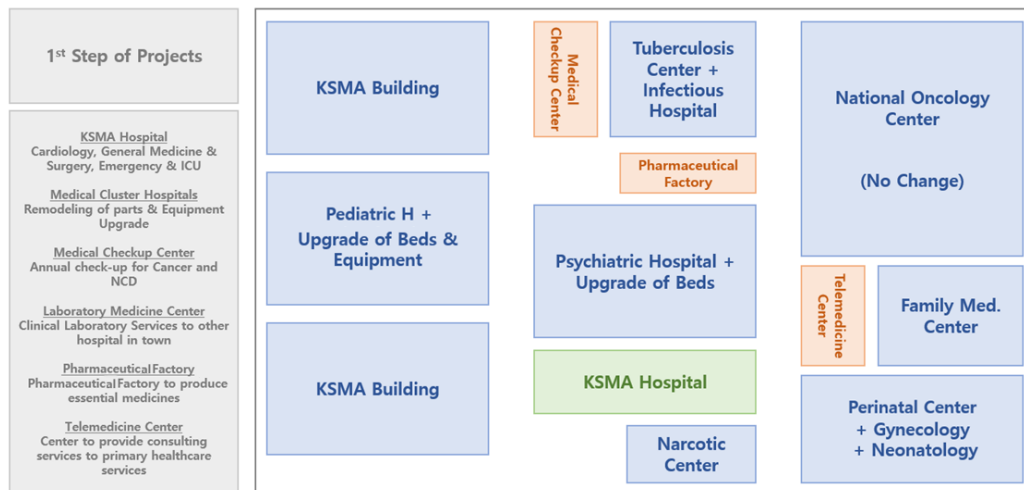 1st Step of Projects
KSMA Hospital
Cardiology, General Medicine &
Surgery, Emergency & ICU
Medical Cluster Hospitals
Remodeling of parts & Equipment
Upgrade
Medical Checkup Center
Annual check-up for Cancer and
NCD
Laboratory Medicine Center
Clinical Laboratory Services to other
hospital in town
Pharmaceutical Factory
Pharmaceutical Factory to produce
essential medicines
Telemedicine Center
Center to provide consulting
services to primary healthcare
services
KSMA Building
Pediatric H +
Upgrade of Beds &
Equipment
KSMA Building
Medical
Checkup Center
Tuberculosis
Center +
Infectious
Hospital
Pharmaceutical
Factory
Psychiatric Hospital +
Upgrade of Beds
KSMA Hospital
Narcotic
Center
National Oncology
Center
(No Change)
Telemedicine
Center
Family Med.
Center
Perinatal Center
+ Gynecology
+ Neonatology